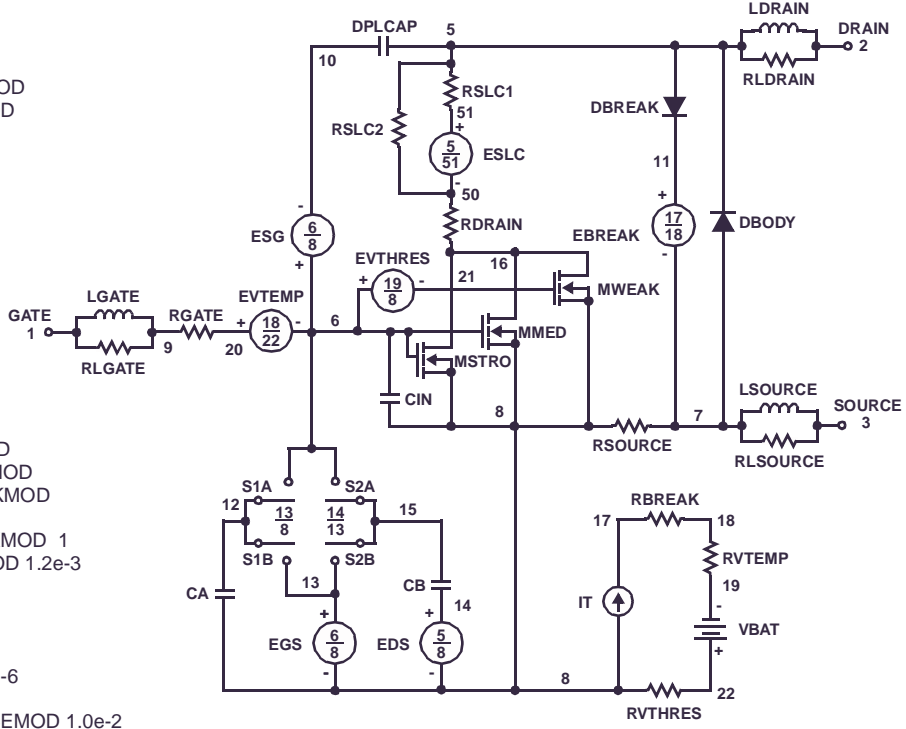 LDRAIN
DPLCAP 5 DRAIN
10 2
OD RSLC1 RLDRAIN
D 51 DBREAK
RSLC2 +
5
51
ESLC 11
-
50
- RDRAIN +
17
18
6
8
ESG EBREAK DBODY
+ EVTHRES 16 -
+ 19
8
- 21 MWEAK
LGATE EVTEMP
GATE RGATE + 18
22
- 6 MMED
1
9 20 MSTRO
RLGATE
CIN LSOURCE
8 7 SOURCE
3
RSOURCE
RLSOURCE
D
MOD S1A S2A
KMOD 12 13
8
14
13
15 RBREAK
17 18
MOD 1 S1B S2B
OD 1.2e-3 13 RVTEMP
CA CB 19
+ + 14 IT -
EGS 6
8
EDS 5
8
VBAT
- - +
-6 8 22
RVTHRES
EMOD 1.0e-2